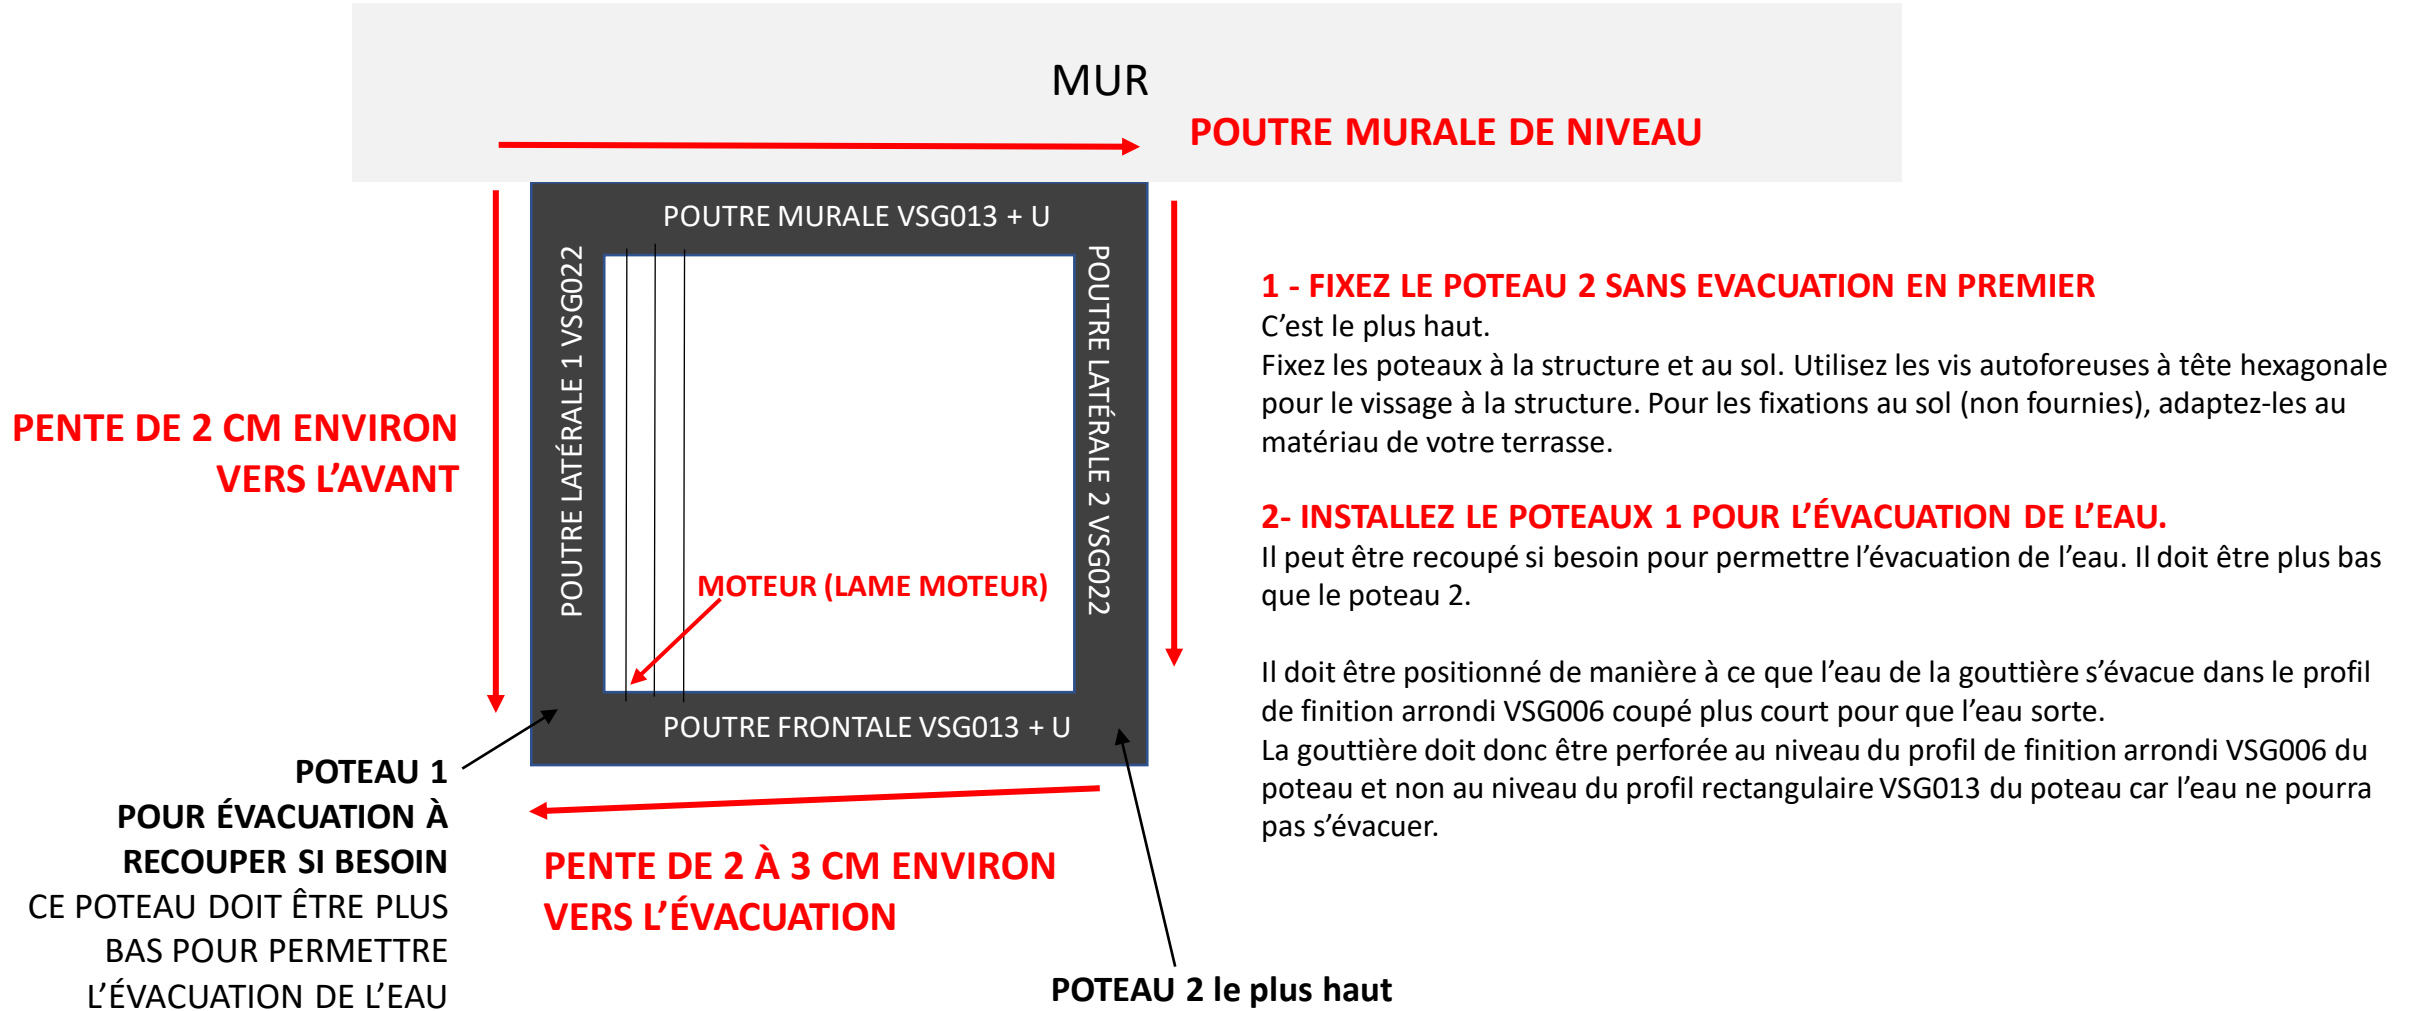 MUR
POUTRE MURALE DE NIVEAU
POUTRE MURALE VSG013 + U
POUTRE LATÉRALE 1 VSG022
POUTRE LATÉRALE 2 VSG022
MOTEUR (LAME MOTEUR)
POUTRE FRONTALE VSG013 + U
PENTE DE 2 CM ENVIRON
VERS L’AVANT
POTEAU 1
POUR ÉVACUATION À
RECOUPER SI BESOIN
CE POTEAU DOIT ÊTRE PLUS
BAS POUR PERMETTRE
L’ÉVACUATION DE L’EAU
PENTE DE 2 À 3 CM ENVIRON
VERS L’ÉVACUATION
POTEAU 2 le plus haut
1 - FIXEZ LE POTEAU 2 SANS EVACUATION EN PREMIER
C’est le plus haut.
Fixez les poteaux à la structure et au sol. Utilisez les vis autoforeuses à tête hexagonale
pour le vissage à la structure. Pour les fixations au sol (non fournies), adaptez-les au
matériau de votre terrasse.
2- INSTALLEZ LE POTEAUX 1 POUR L’ÉVACUATION DE L’EAU.
Il peut être recoupé si besoin pour permettre l’évacuation de l’eau. Il doit être plus bas
que le poteau 2.
Il doit être positionné de manière à ce que l’eau de la gouttière s’évacue dans le profil
de finition arrondi VSG006 coupé plus court pour que l’eau sorte.
La gouttière doit donc être perforée au niveau du profil de finition arrondi VSG006 du
poteau et non au niveau du profil rectangulaire VSG013 du poteau car l’eau ne pourra
pas s’évacuer.